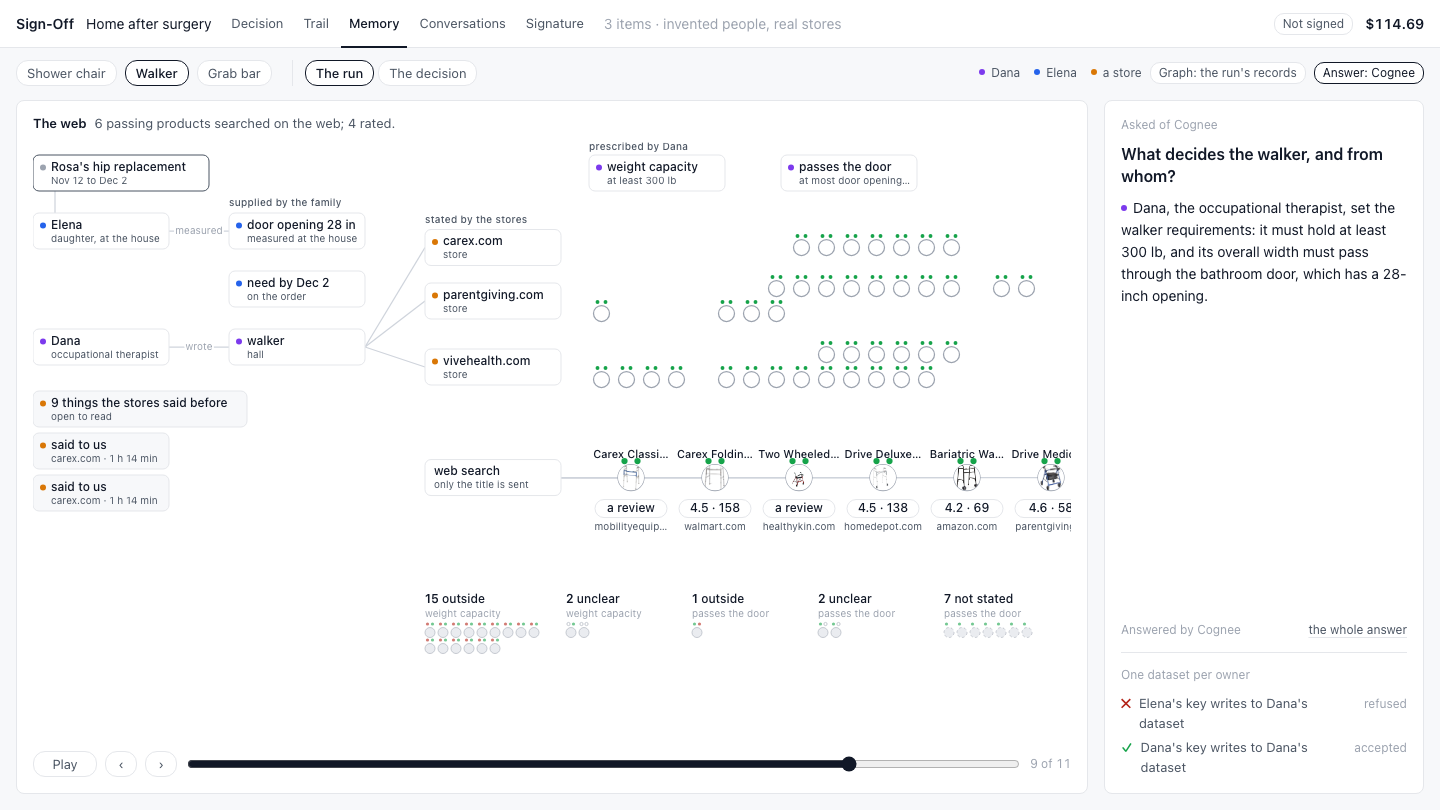 Sign-Off Home after surgery Decision Trail Memory Conversations Signature 3 items · invented people, real stores Not signed $114.69
Shower chair Walker Grab bar The run The decision Dana Elena a store Graph: the run's records Answer: Cognee
The web 6 passing products searched on the web; 4 rated.
prescribed by Dana
Rosa's hip replacement
Nov 12 to Dec 2
weight capacity
at least 300 lb
passes the door
at most door opening...
supplied by the family
Elena
daughter, at the house
measured
door opening 28 in
measured at the house
stated by the stores
carex.com
store
need by Dec 2
on the order
parentgiving.com
store
Dana
occupational therapist
wrote
walker
hall
vivehealth.com
store
9 things the stores said before
open to read
said to us
carex.com · 1 h 14 min
said to us
carex.com · 1 h 14 min
web search
only the title is sent
Carex Classi... Carex Foldin... Two Wheeled... Drive Deluxe... Bariatric Wa... Drive Medic
a review 4.5 · 158 a review 4.5 · 138 4.2 · 69 4.6 · 58
mobilityequip... walmart.com healthykin.com homedepot.com amazon.com parentgiving
15 outside 2 unclear 1 outside 2 unclear 7 not stated
weight capacity weight capacity passes the door passes the door passes the door
Play ‹ › 9 of 11
Asked of Cognee
What decides the walker, and from
whom?
Dana, the occupational therapist, set the
walker requirements: it must hold at least
300 lb, and its overall width must pass
through the bathroom door, which has a 28-
inch opening.
Answered by Cognee the whole answer
One dataset per owner
Elena's key writes to Dana's refused
dataset
Dana's key writes to Dana's accepted
dataset